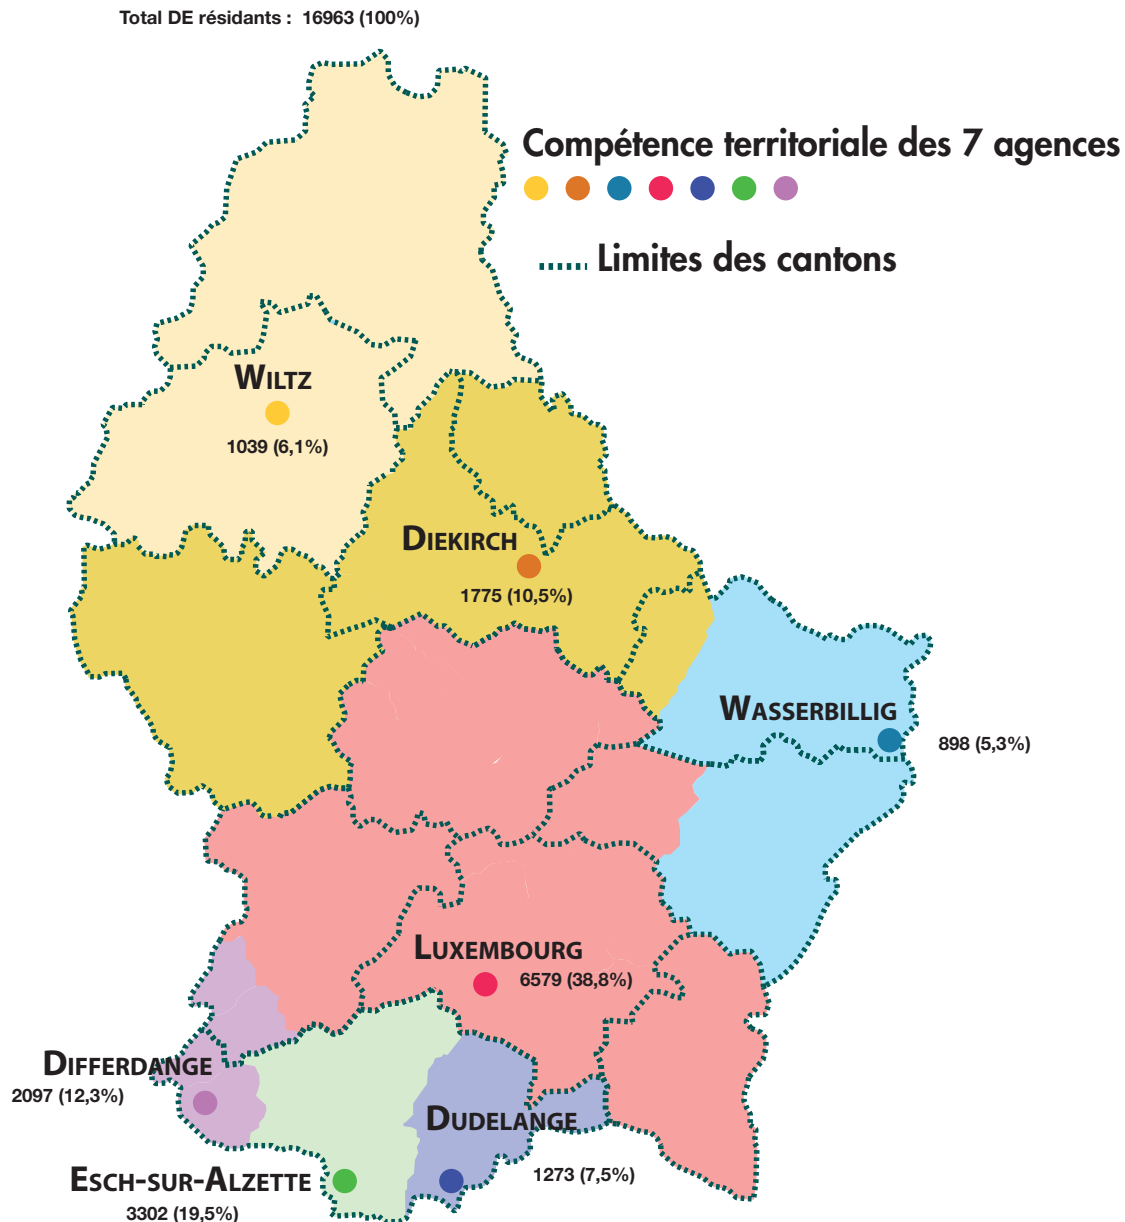 Total DE résidants : 16963 (100%)
Compétence territoriale des 7 agences
Limites des cantons
WILTZ
1039 (6,1%)
DIEKIRCH
1775 (10,5%)
WASSERBILLIG
898 (5,3%)
LUXEMBOURG
6579 (38,8%)
DIFFERDANGE
2097 (12,3%)
DUDELANGE
1273 (7,5%)
ESCH-SUR-ALZETTE
3302 (19,5%)